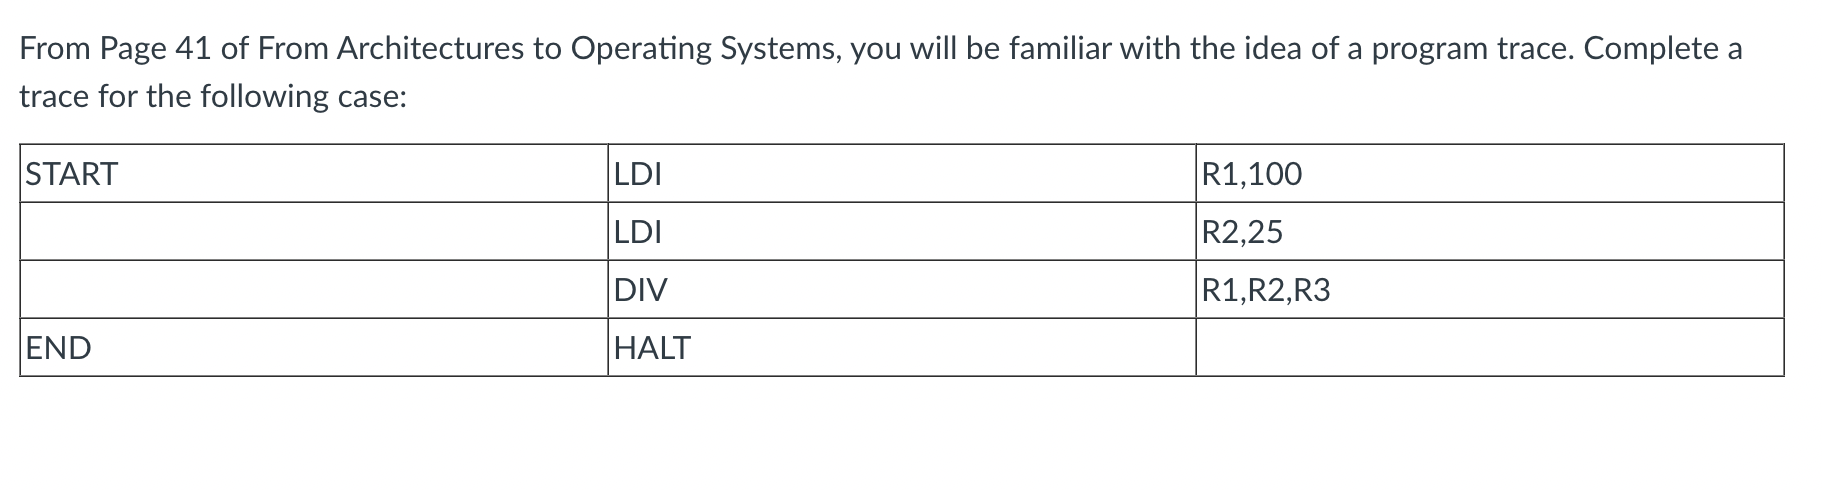 From Page 41 of From Architectures to Operating Systems, you will be familiar with the idea of a program trace. Complete a
trace for the following case:
START LDI R1,100
LDI R2,25
DIV R1,R2,R3
END HALT